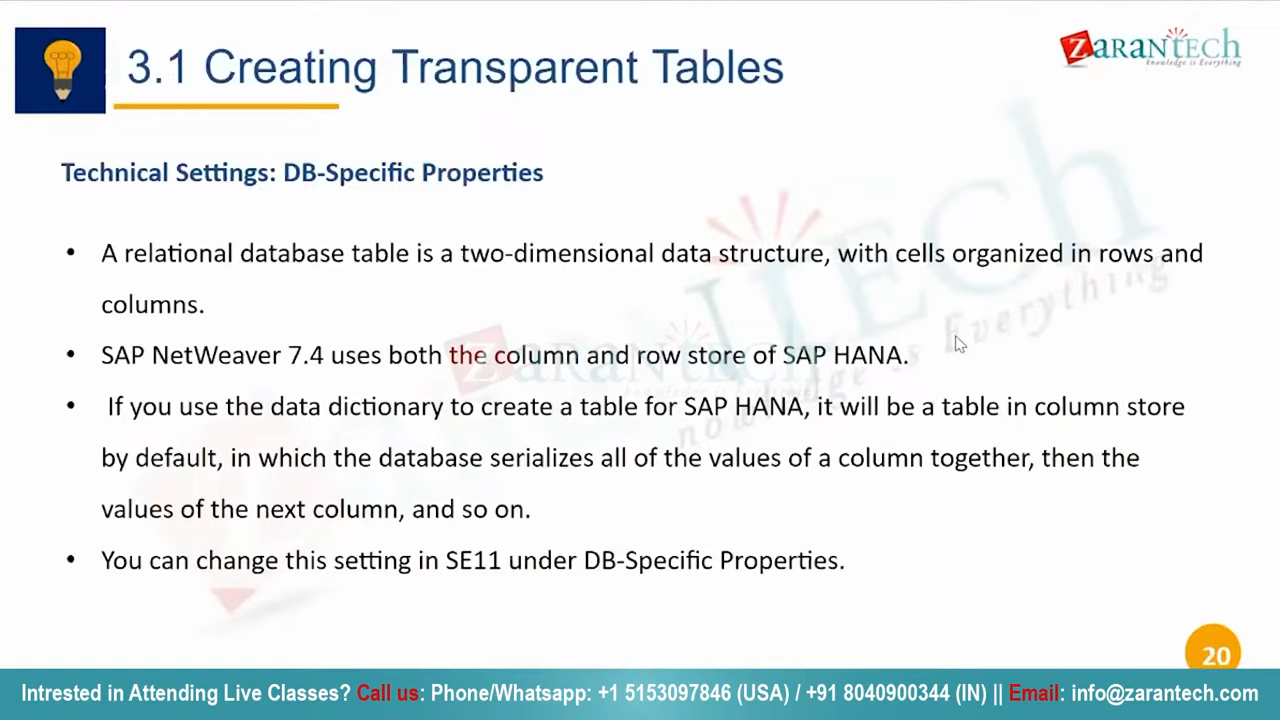 3.1 Creating Transparent Tables
ZARANTECH
knowledge is Everything
Technical Settings: DB-Specific Properties
• A relational database table is a two-dimensional data structure, with cells organized in rows and
columns.
• SAP NetWeaver 7.4 uses both the column and row store of SAP HANA.
• If you use the data dictionary to create a table for SAP HANA, it will be a table in column store
by default, in which the database serializes all of the values of a column together, then the
values of the next column, and so on.
• You can change this setting in SE11 under DB-Specific Properties.
20
Intrested in Attending Live Classes? Call us: Phone/Whatsapp: +1 5153097846 (USA) / +91 8040900344 (IN) || Email: info@zarantech.com